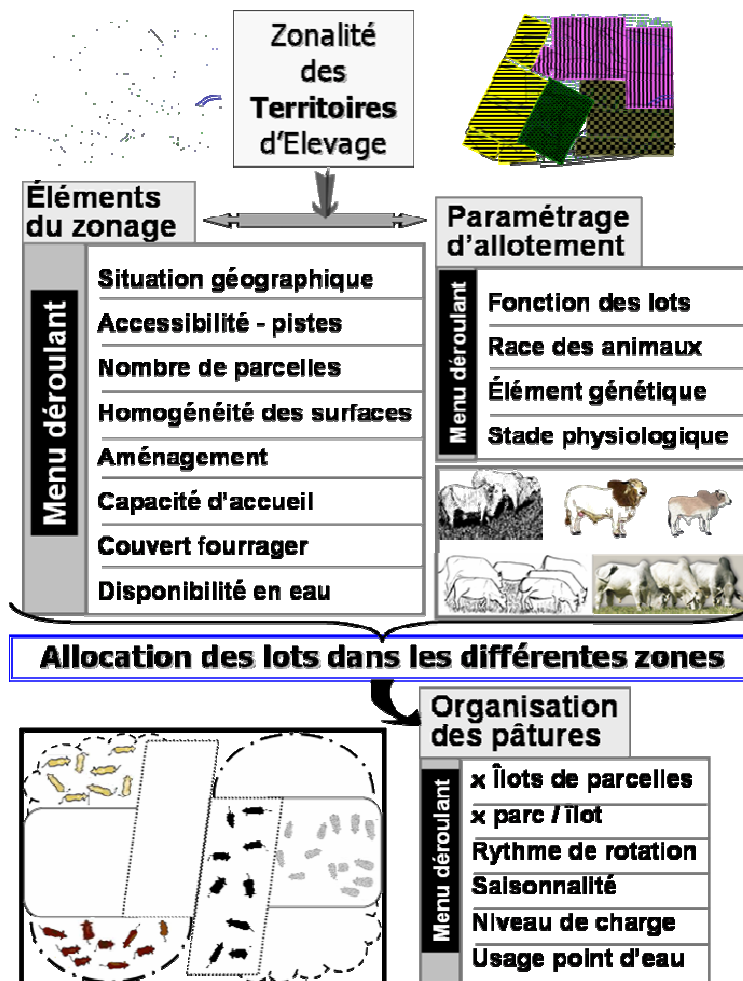 Zonalité
des
Territoires
d'Elevage
Éléments
du zonage
Menu déroulant
Situation géographique
Accessibilité - pistes
Nombre de parcelles
Homogénéité des surfaces
Aménagement
Capacité d'accueil
Couvert fourrager
Disponibilité en eau
Paramétrage
d'allotement
Menu déroulant
Fonction des lots
Race des animaux
Élément génétique
Stade physiologique
Allocation des lots dans les différentes zones
Organisation
des pâtures
Menu déroulant
x Îlots de parcelles
x parc / îlot
Rythme de rotation
Saisonnalité
Niveau de charge
Usage point d'eau